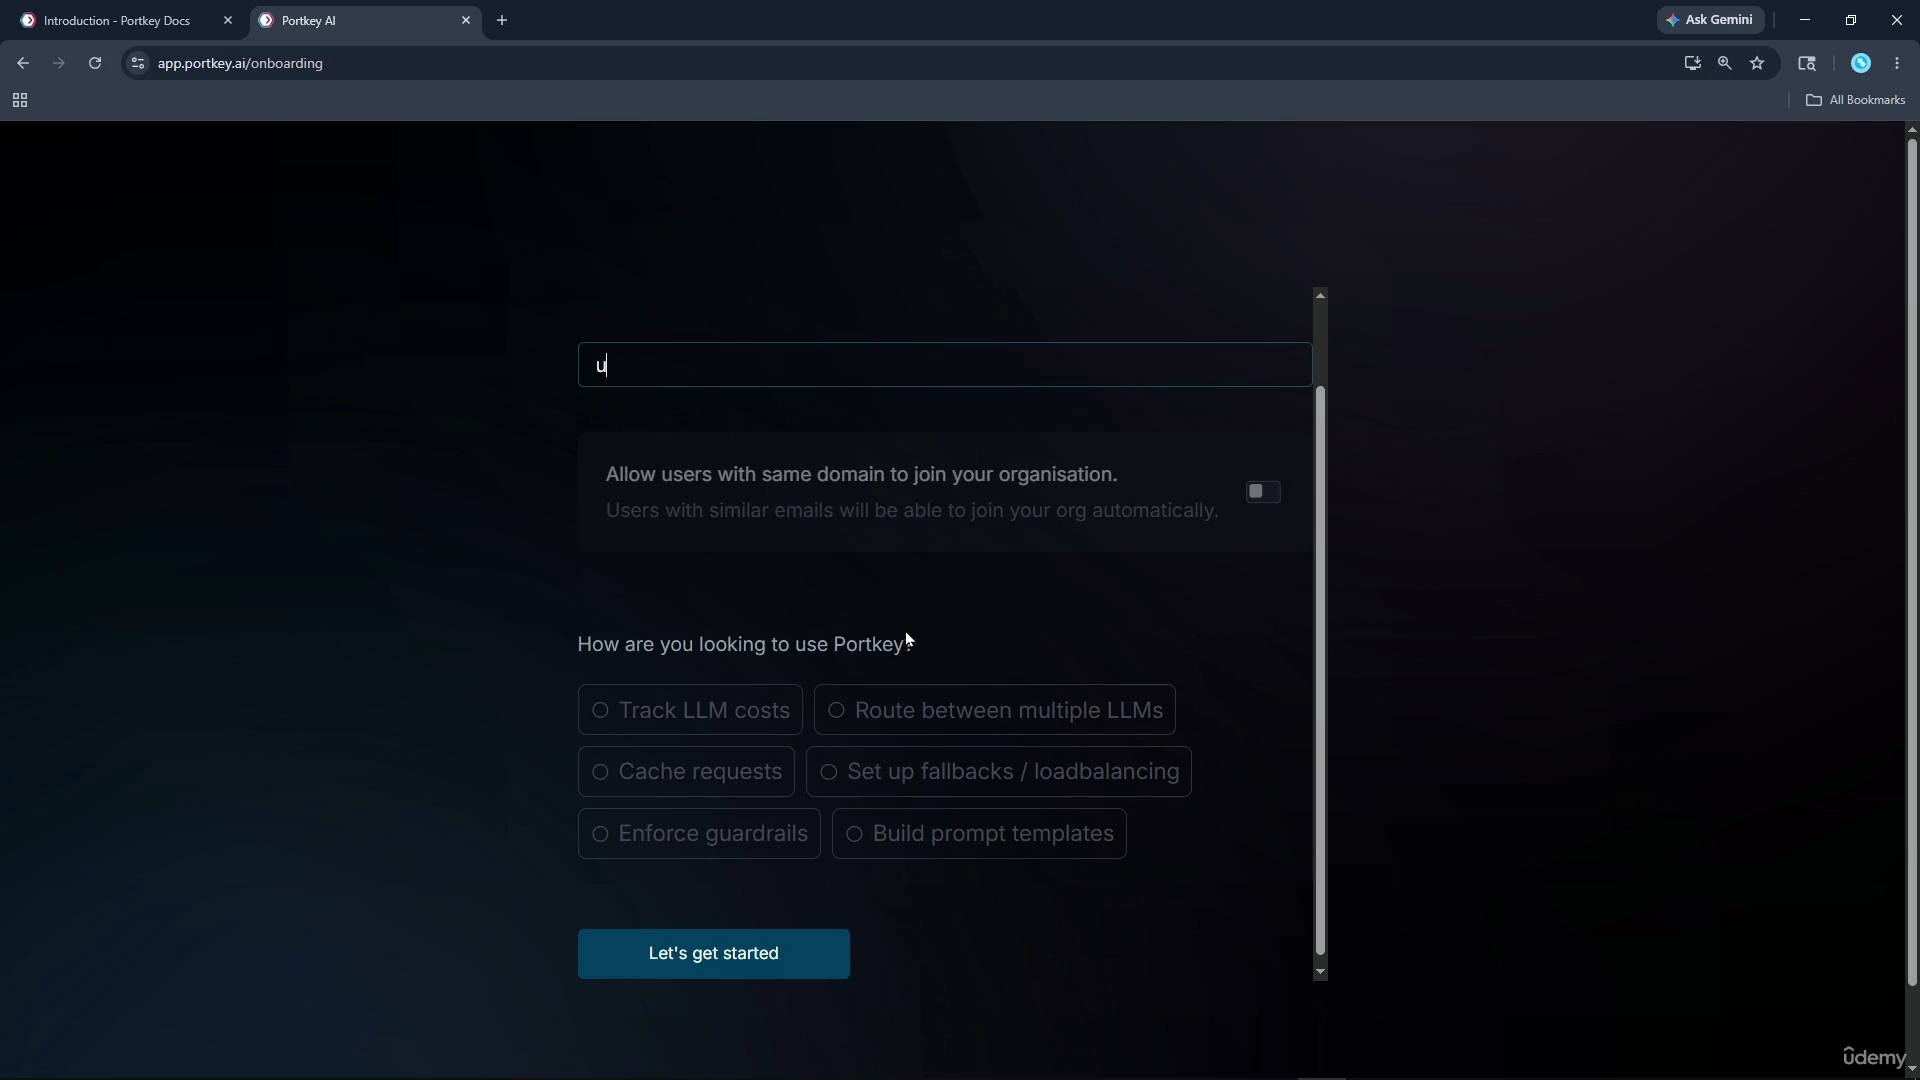 Introduction - Portkey Docs
Portkey AI
Ask Gemini
app.portkey.ai/onboarding
All Bookmarks
u
Allow users with same domain to join your organisation.
Users with similar emails will be able to join your org automatically.
How are you looking to use Portkey?
Track LLM costs
Route between multiple LLMs
Cache requests
Set up fallbacks / loadbalancing
Enforce guardrails
Build prompt templates
Let's get started
ûdemy